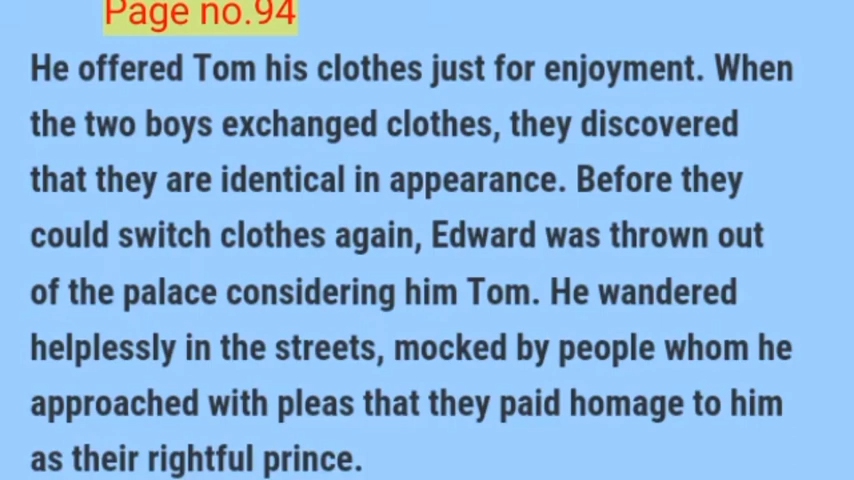 Page no.94
He offered Tom his clothes just for enjoyment. When
the two boys exchanged clothes, they discovered
that they are identical in appearance. Before they
could switch clothes again, Edward was thrown out
of the palace considering him Tom. He wandered
helplessly in the streets, mocked by people whom he
approached with pleas that they paid homage to him
as their rightful prince.